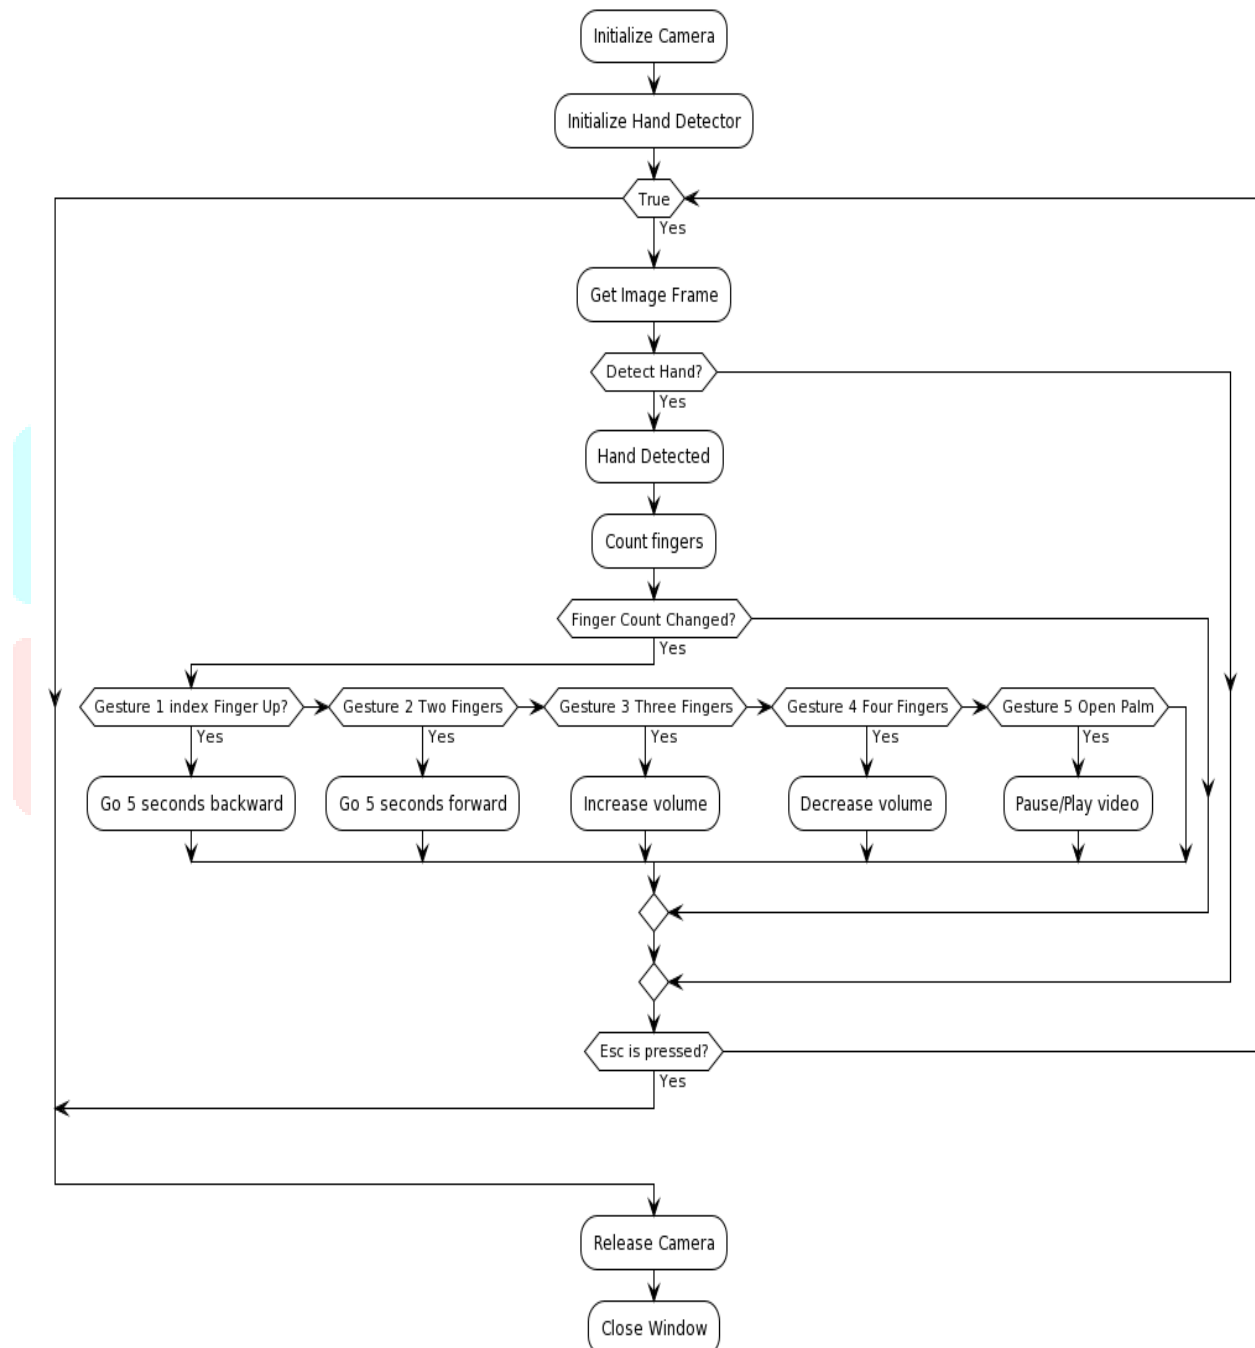 Initialize Camera
Initialize Hand Detector
True
Yes
Get Image Frame
Detect Hand?
Yes
Hand Detected
Count fingers
Finger Count Changed?
Yes
Gesture 1 index Finger Up?
Gesture 2 Two Fingers
Gesture 3 Three Fingers
Gesture 4 Four Fingers
Gesture 5 Open Palm
Yes
Yes
Yes
Yes
Yes
Go 5 seconds backward
Go 5 seconds forward
Increase volume
Decrease volume
Pause/Play video
Esc is pressed?
Yes
Release Camera
Close Window